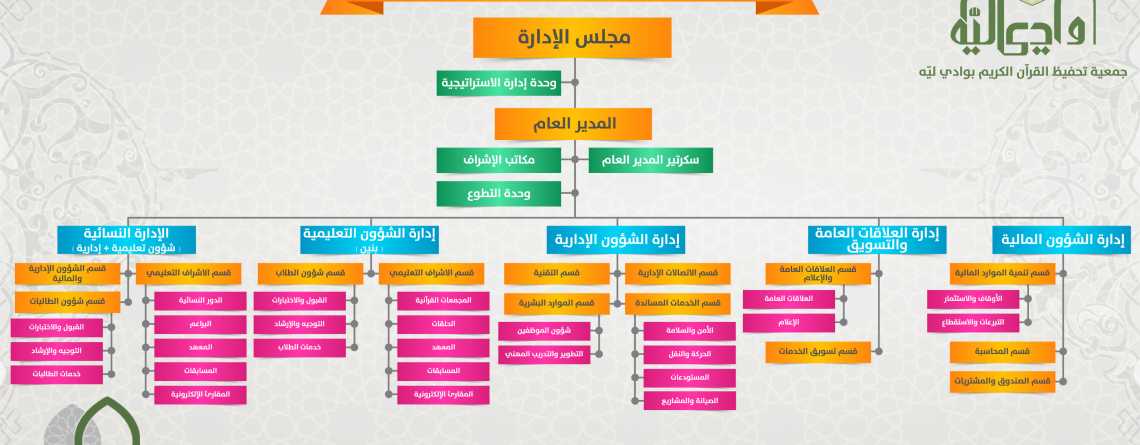 وادي ليّه
جمعية تحفيظ القرآن الكريم بوادي ليّه
مجلس الإدارة
وحدة إدارة الاستراتيجية
المدير العام
سكرتير المدير العام
مكاتب الإشراف
وحدة التطوع
إدارة الشؤون المالية
قسم تنمية الموارد المالية
الأوقاف والاستثمار
التبرعات والاستقطاع
قسم المحاسبة
قسم الصندوق والمشتريات
إدارة العلاقات العامة
والتسويق
قسم العلاقات العامة
والإعلام
العلاقات العامة
الإعلام
قسم تسويق الخدمات
إدارة الشؤون الإدارية
قسم الاتصالات الإدارية
قسم الخدمات المساندة
الأمن والسلامة
الحركة والنقل
المستودعات
الصيانة والمشاريع
قسم التقنية
قسم الموارد البشرية
شؤون الموظفين
التطوير والتدريب المهني
إدارة الشؤون التعليمية
( بنين )
قسم الاشراف التعليمي
المجمعات القرآنية
الحلقات
المعهد
المسابقات
المقارئ الإلكترونية
قسم شؤون الطلاب
القبول والاختبارات
التوجيه والإرشاد
خدمات الطلاب
الإدارة النسائية
( شؤون تعليمية + إدارية )
قسم الاشراف التعليمي
الدور النسائية
البراعم
المعهد
المسابقات
المقارئ الإلكترونية
قسم الشؤون الإدارية
والمالية
قسم شؤون الطالبات
القبول والاختبارات
التوجيه والإرشاد
خدمات الطالبات